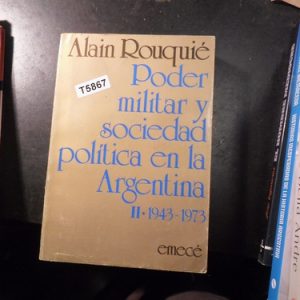 Alain Rouquié
T5867
Poder
militar y
sociedad
política en la
Argentina
II·1943-1973
emecé